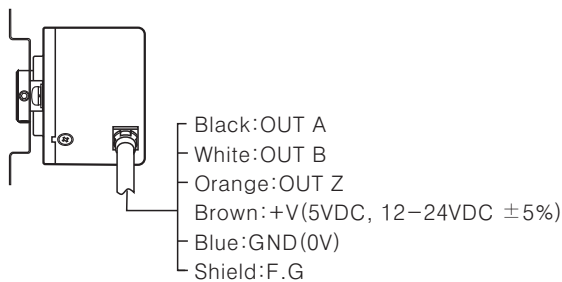 Black:OUT A
White:OUT B
Orange:OUT Z
Brown:+V(5VDC, 12-24VDC ±5%)
Blue:GND(0V)
Shield:F.G